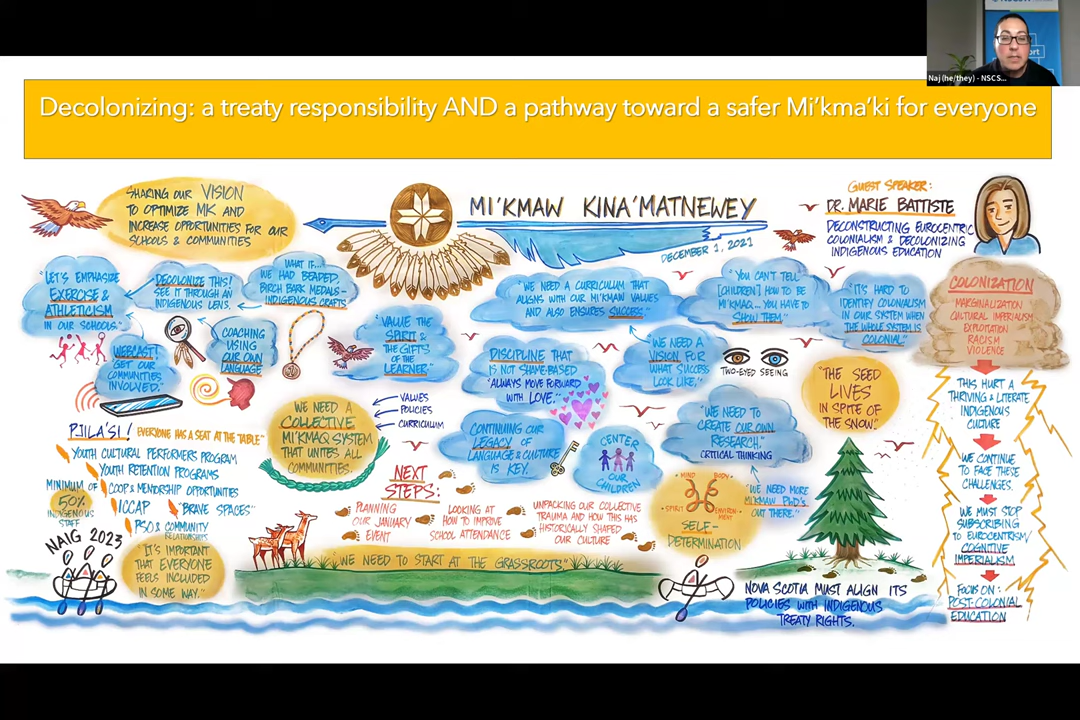 Naj (he/they) - NSCS...
Decolonizing: a treaty responsibility AND a pathway toward a safer Mi'kma'ki for everyone
SHARING OUR VISION
TO OPTIMIZE MK AND
INCREASE OPPORTUNITIES FOR OUR
SCHOOLS & COMMUNITIES
MI'KMAW KINA'MATNEWEY
DECEMBER 1, 2021
GUEST SPEAKER:
DR. MARIE BATTISTE
DECONSTRUCTING EUROCENTRIC
COLONIALISM & DECOLONIZING
INDIGENOUS EDUCATION
"LET'S EMPHASIZE
EXERCISE &
ATHLETICISM
IN OUR SCHOOLS."
DECOLONIZE THIS!
SEE IT THROUGH AN
INDIGENOUS LENS.
WHAT IF...
WE HAD BEADED
BIRCH BARK MEDALS -
INDIGENOUS CRAFTS
COACHING
USING
OUR OWN
LANGUAGE
WEBCAST!
"GET OUR
COMMUNITIES
INVOLVED."
"VALUE THE
SPIRIT &
THE GIFTS
OF THE
LEARNER."
"WE NEED A CURRICULUM THAT
ALIGNS WITH OUR MI'KMAW VALUES
AND ALSO ENSURES SUCCESS."
"YOU CAN'T TELL
[CHILDREN] HOW TO BE
MI'KMAQ... YOU HAVE TO
SHOW THEM."
"IT'S HARD TO
IDENTIFY COLONIALISM
IN OUR SYSTEM WHEN
THE WHOLE SYSTEM IS
COLONIAL."
COLONIZATION
MARGINALIZATION
CULTURAL IMPERIALISM
EXPLOITATION
RACISM
VIOLENCE
DISCIPLINE THAT
IS NOT SHAME-BASED
"ALWAYS MOVE FORWARD
WITH LOVE."
"WE NEED A
VISION FOR
WHAT SUCCESS
LOOK LIKE."
TWO-EYED SEEING
"THE SEED
LIVES
IN SPITE OF
THE SNOW."
THIS HURT A
THRIVING & LITERATE
INDIGENOUS
CULTURE
WE CONTINUE
TO FACE THESE
CHALLENGES.
WE MUST STOP
SUBSCRIBING
TO EUROCENTRISM/
COGNITIVE
IMPERIALISM
FOCUS ON:
POST-COLONIAL
EDUCATION
PJILA'SI! EVERYONE HAS A SEAT AT THE TABLE"
YOUTH CULTURAL PERFORMERS PROGRAM
YOUTH RETENTION PROGRAMS
MINIMUM OF
50%
INDIGENOUS
STAFF
COOP & MENTORSHIP OPPORTUNITIES
ICCAP
"BRAVE SPACES"
PSO & COMMUNITY
RELATIONSHIPS
NAIG 2023
"IT'S IMPORTANT
THAT EVERYONE
FEELS INCLUDED
IN SOME WAY."
WE NEED A
COLLECTIVE
MI'KMAQ SYSTEM
THAT UNITES ALL
COMMUNITIES.
VALUES
POLICIES
CURRICULUM
CONTINUING OUR
LEGACY OF
LANGUAGE & CULTURE
IS KEY.
CENTER
OUR
CHILDREN
"WE NEED TO
CREATE OUR OWN
RESEARCH."
CRITICAL THINKING
"WE NEED MORE
MI'KMAW PhD's
OUT THERE."
NEXT
STEPS:
PLANNING
OUR JANUARY
EVENT
LOOKING AT
HOW TO IMPROVE
SCHOOL ATTENDANCE
UNPACKING OUR COLLECTIVE
TRAUMA AND HOW THIS HAS
HISTORICALLY SHAPED
OUR CULTURE
MIND
BODY
SPIRIT
ENVIRON-
MENT
SELF-
DETERMINATION
"WE NEED TO START AT THE GRASSROOTS"
NOVA SCOTIA MUST ALIGN ITS
POLICIES WITH INDIGENOUS
TREATY RIGHTS.